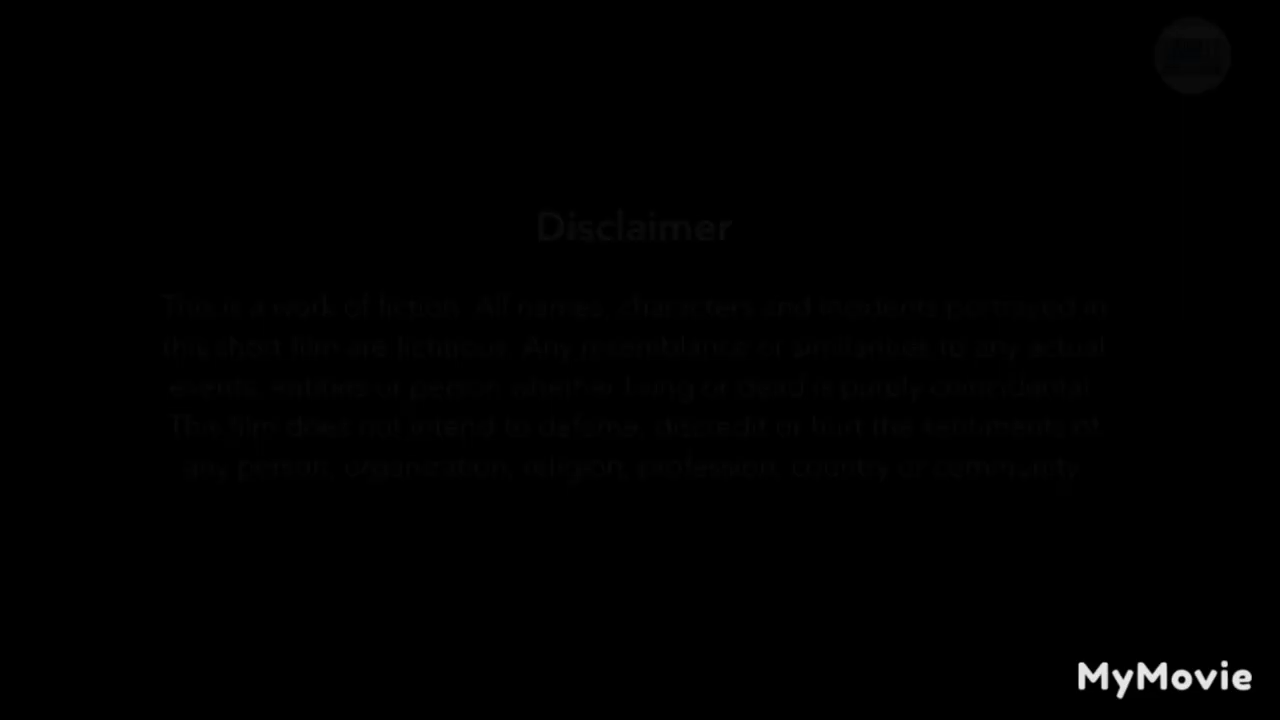 Disclaimer
This is a work of fiction. All names, characters and incidents portrayed in
this short film are fictitious. Any resemblance or similarities to any actual
events, entities or person, whether living or dead is purely coincidental.
This film does not intend to defame, discredit or hurt the sentiments of
any person, organization, religion, profession, country or community
MyMovie